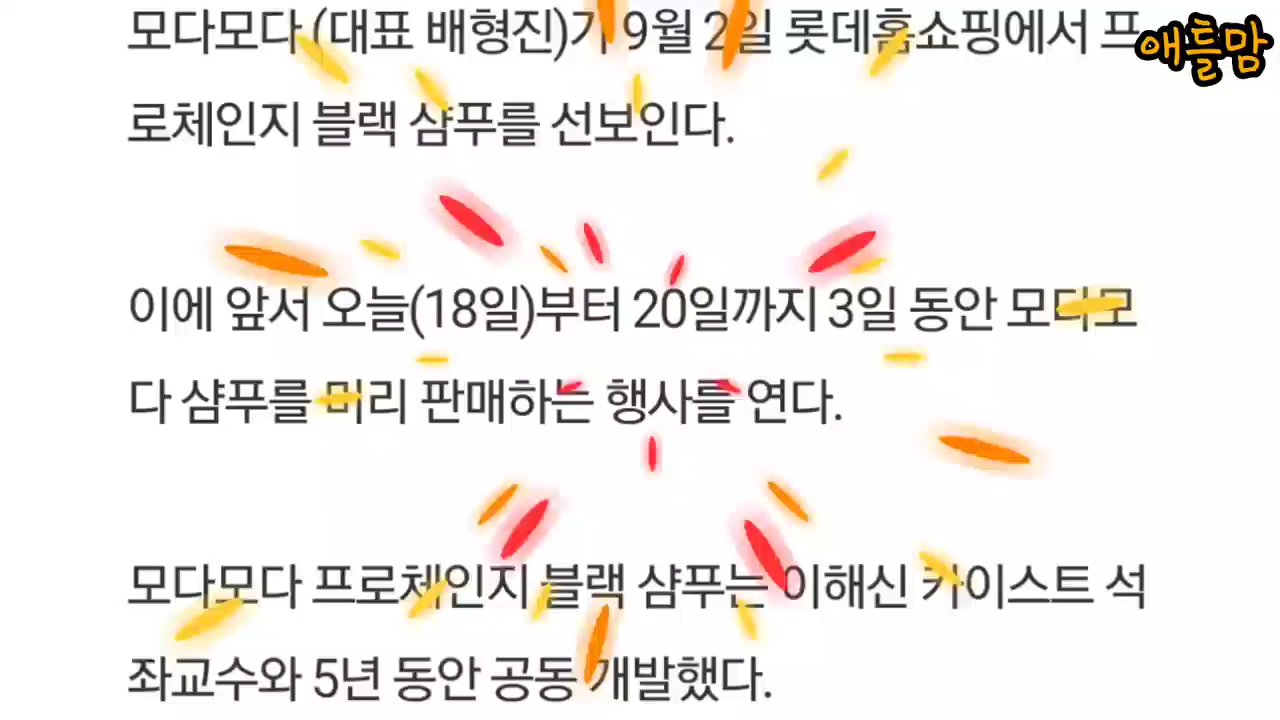 모다모다 (대표 배형진)가 9월 2일 롯데홈쇼핑에서 프
로체인지 블랙 샴푸를 선보인다.
애틀맘
이에 앞서 오늘(18일)부터 20일까지 3일 동안 모다모
다 샴푸를 미리 판매하는 행사를 연다.
모다모다 프로체인지 블랙 샴푸는 이해신 카이스트 석
좌교수와 5년 동안 공동 개발했다.